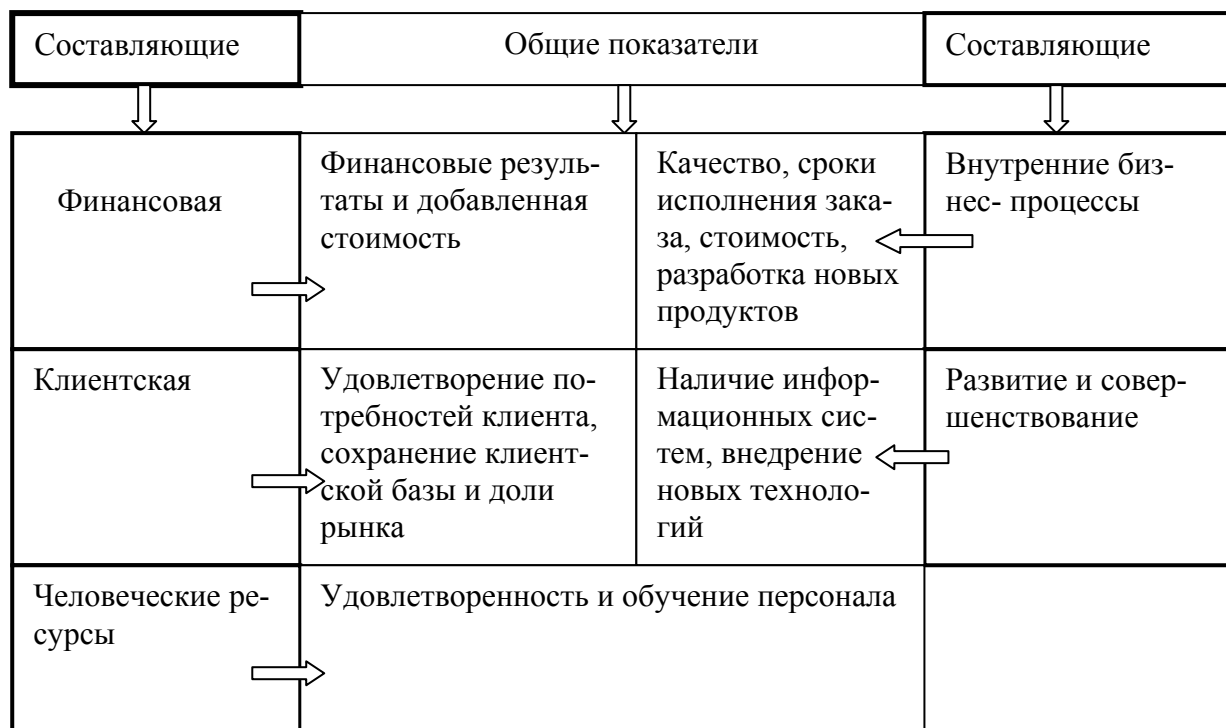 Составляющие
Общие показатели
Составляющие
Финансовая
Финансовые резуль-
таты и добавленная
стоимость
Качество, сроки
исполнения зака-
за, стоимость,
разработка новых
продуктов
Внутренние биз-
нес- процессы
Клиентская
Удовлетворение по-
требностей клиента,
сохранение клиент-
ской базы и доли
рынка
Наличие инфор-
мационных сис-
тем, внедрение
новых техноло-
гий
Развитие и совер-
шенствование
Человеческие ре-
сурсы
Удовлетворенность и обучение персонала